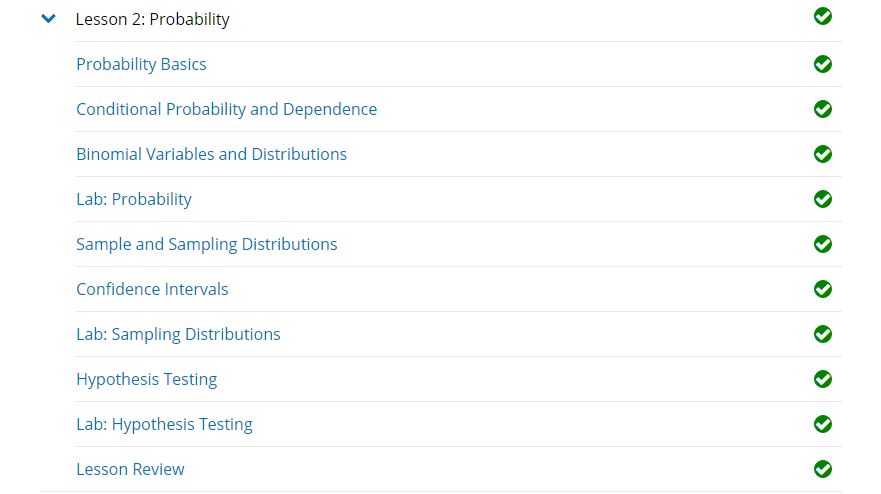 Lesson 2: Probability
Probability Basics
Conditional Probability and Dependence
Binomial Variables and Distributions
Lab: Probability
Sample and Sampling Distributions
Confidence Intervals
Lab: Sampling Distributions
Hypothesis Testing
Lab: Hypothesis Testing
Lesson Review